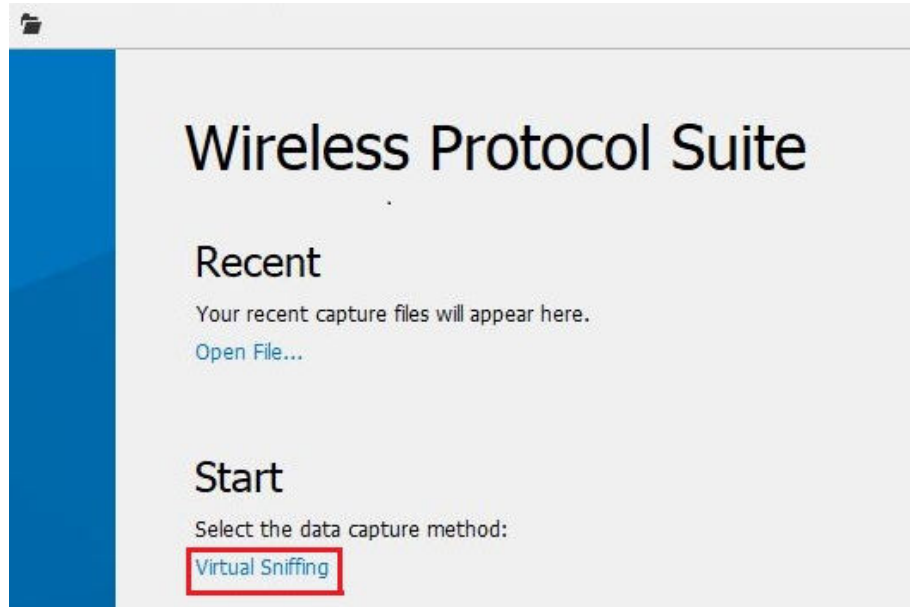 Wireless Protocol Suite
Recent
Your recent capture files will appear here.
Open File...
Start
Select the data capture method:
Virtual Sniffing